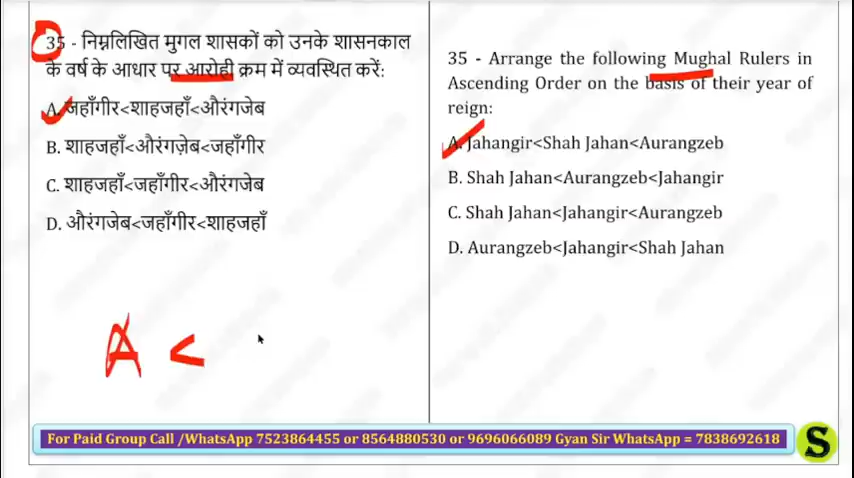 35 - निम्नलिखित मुगल शासकों को उनके शासनकाल
के वर्ष के आधार पर आरोही क्रम में व्यवस्थित करें:
A. जहाँगीर<शाहजहाँ<औरंगजेब
B. शाहजहाँ<औरंगज़ेब<जहाँगीर
C. शाहजहाँ<जहाँगीर<औरंगजेब
D. औरंगजेब<जहाँगीर<शाहजहाँ
A <
35 - Arrange the following Mughal Rulers in
Ascending Order on the basis of their year of
reign:
A. Jahangir<Shah Jahan<Aurangzeb
B. Shah Jahan<Aurangzeb<Jahangir
C. Shah Jahan<Jahangir<Aurangzeb
D. Aurangzeb<Jahangir<Shah Jahan
For Paid Group Call /WhatsApp 7523864455 or 8564880530 or 9696066089 Gyan Sir WhatsApp = 7838692618
S